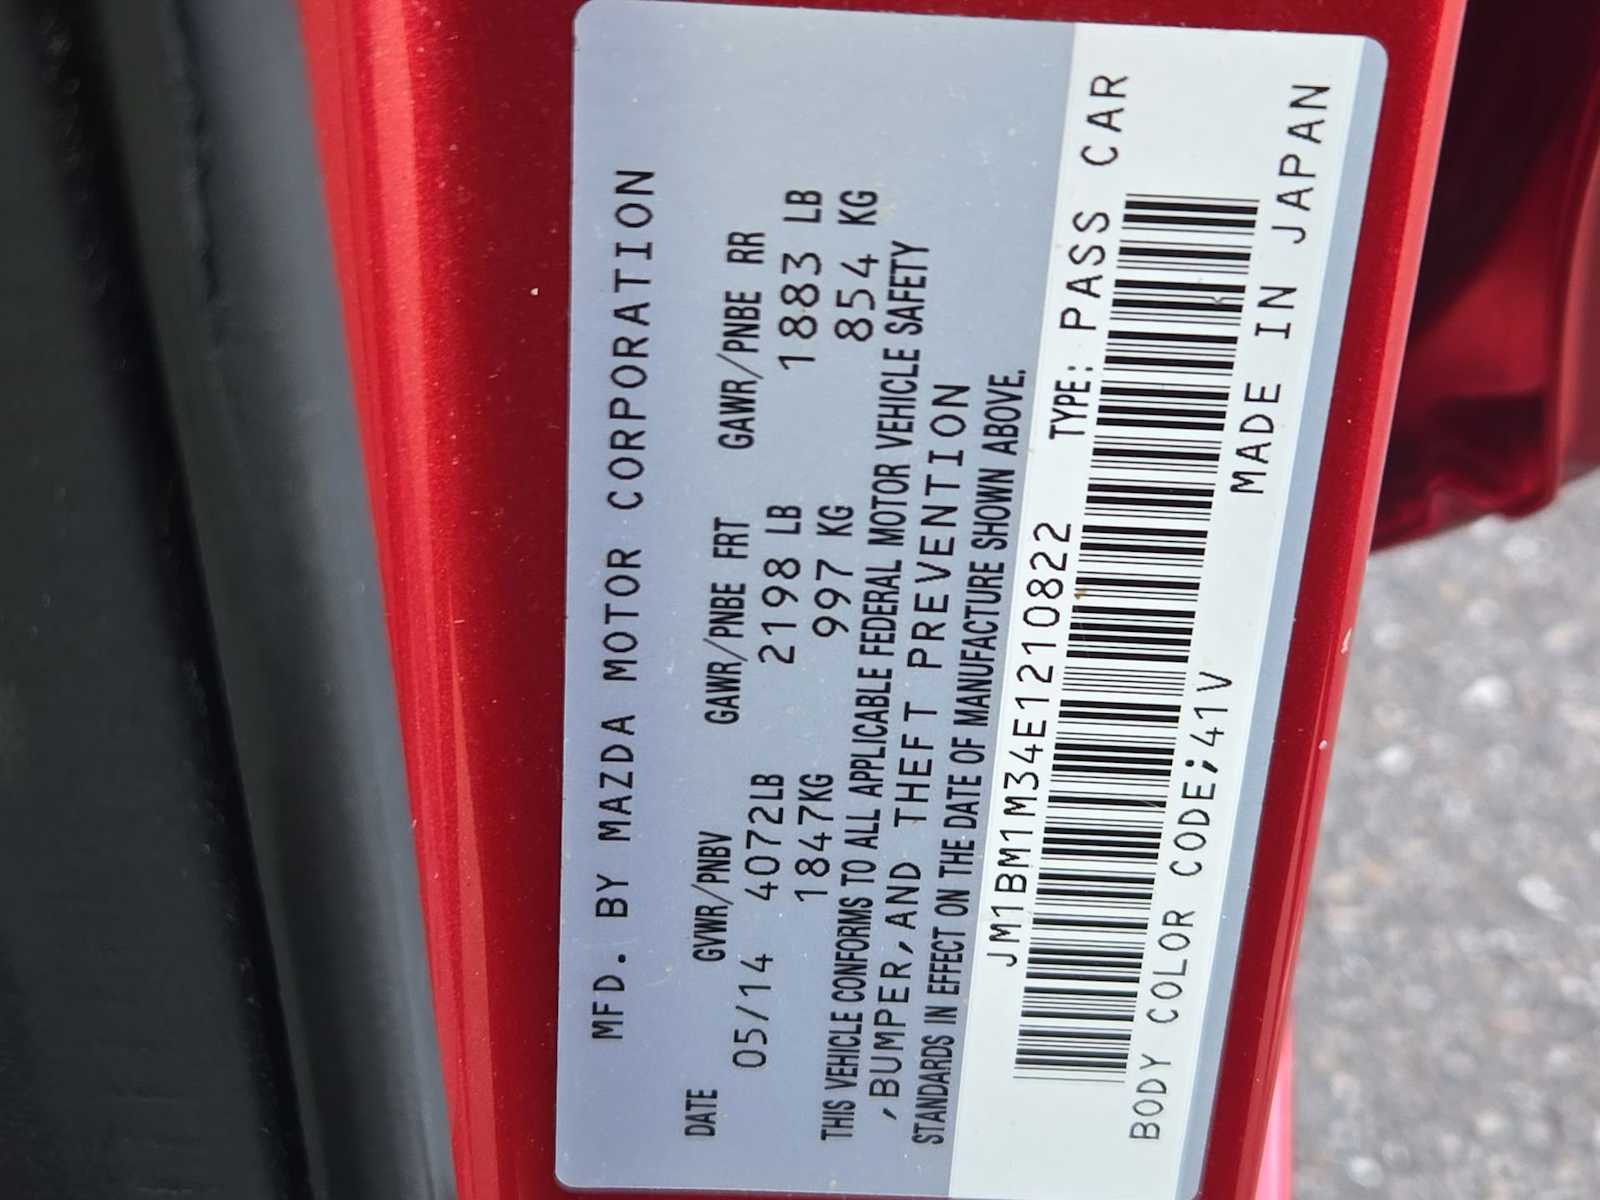 MFD. BY MAZDA MOTOR CORPORATION
DATE GVWR/PNBV GAWR/PNBE FRT GAWR/PNBE RR
05/14 4072LB 2198 LB 1883 LB
1847KG 997 KG 854 KG
THIS VEHICLE CONFORMS TO ALL APPLICABLE FEDERAL MOTOR VEHICLE SAFETY
,BUMPER,AND THEFT PREVENTION
STANDARDS IN EFFECT ON THE DATE OF MANUFACTURE SHOWN ABOVE.
JM1BM1M34E1210822 TYPE: PASS CAR
BODY COLOR CODE;41V MADE IN JAPAN